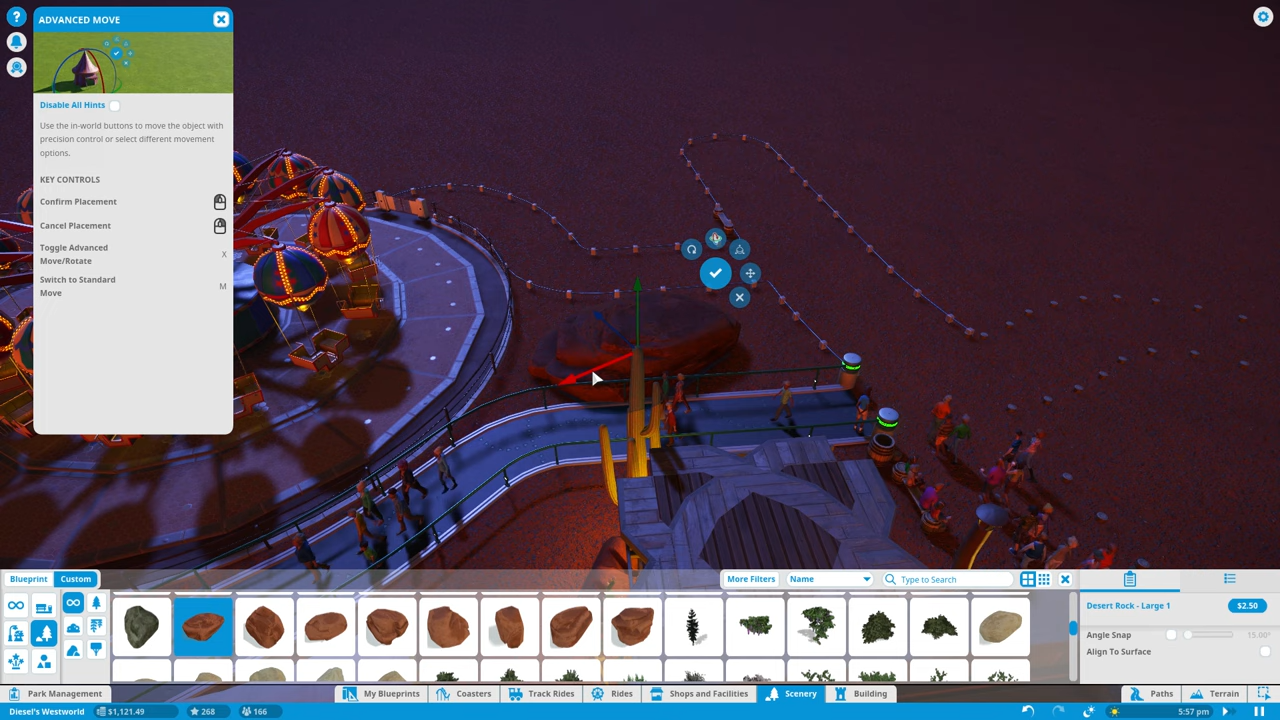 ?
ADVANCED MOVE
Disable All Hints
Use the in-world buttons to move the object with
precision control or select different movement
options.
KEY CONTROLS
Confirm Placement
Cancel Placement
Toggle Advanced
Move/Rotate
X
Switch to Standard
Move
M
Blueprint
Custom
More Filters
Name
Type to Search
Desert Rock - Large 1
$2.50
Angle Snap
15.00°
Align To Surface
Park Management
My Blueprints
Coasters
Track Rides
Rides
Shops and Facilities
Scenery
Building
Paths
Terrain
Diesel's Westworld
$1,121.49
268
166
5:57 pm